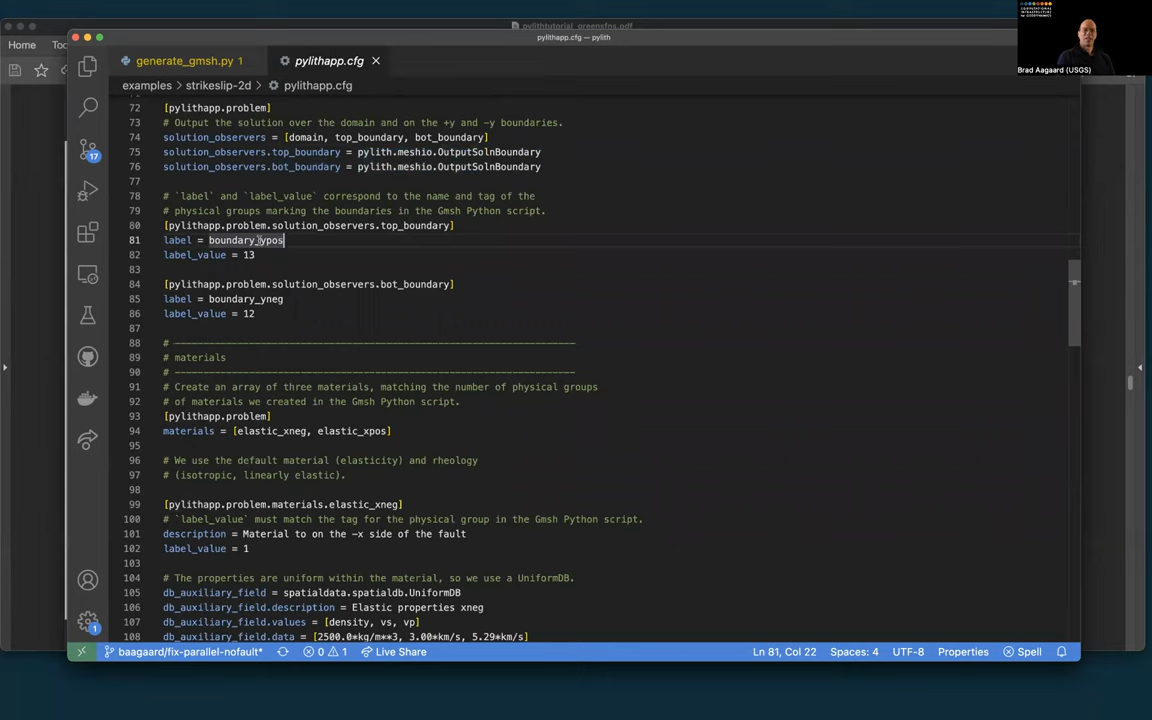 pylithtutorial_greensfns.pdf
COMPUTATIONAL
INFRASTRUCTURE
for GEODYNAMICS
Brad Aagaard (USGS)
Home
Tools
pylithapp.cfg — pylith
generate_gmsh.py 1
pylithapp.cfg
examples > strikeslip-2d > pylithapp.cfg
72 [pylithapp.problem]
73 # Output the solution over the domain and on the +y and -y boundaries.
74 solution_observers = [domain, top_boundary, bot_boundary]
75 solution_observers.top_boundary = pylith.meshio.OutputSolnBoundary
76 solution_observers.bot_boundary = pylith.meshio.OutputSolnBoundary
77
78 # `label` and `label_value` correspond to the name and tag of the
79 # physical groups marking the boundaries in the Gmsh Python script.
80 [pylithapp.problem.solution_observers.top_boundary]
81 label = boundary_ypos
82 label_value = 13
83
84 [pylithapp.problem.solution_observers.bot_boundary]
85 label = boundary_yneg
86 label_value = 12
87
88 # ----------------------------------------------------------------------
89 # materials
90 # ----------------------------------------------------------------------
91 # Create an array of three materials, matching the number of physical groups
92 # of materials we created in the Gmsh Python script.
93 [pylithapp.problem]
94 materials = [elastic_xneg, elastic_xpos]
95
96 # We use the default material (elasticity) and rheology
97 # (isotropic, linearly elastic).
98
99 [pylithapp.problem.materials.elastic_xneg]
100 # `label_value` must match the tag for the physical group in the Gmsh Python script.
101 description = Material to on the -x side of the fault
102 label_value = 1
103
104 # The properties are uniform within the material, so we use a UniformDB.
105 db_auxiliary_field = spatialdata.spatialdb.UniformDB
106 db_auxiliary_field.description = Elastic properties xneg
107 db_auxiliary_field.values = [density, vs, vp]
108 db_auxiliary_field.data = [2500.0*kg/m**3, 3.00*km/s, 5.29*km/s]
17
1
baagaard/fix-parallel-nofault* 0 1 Live Share Ln 81, Col 22 Spaces: 4 UTF-8 Properties Spell